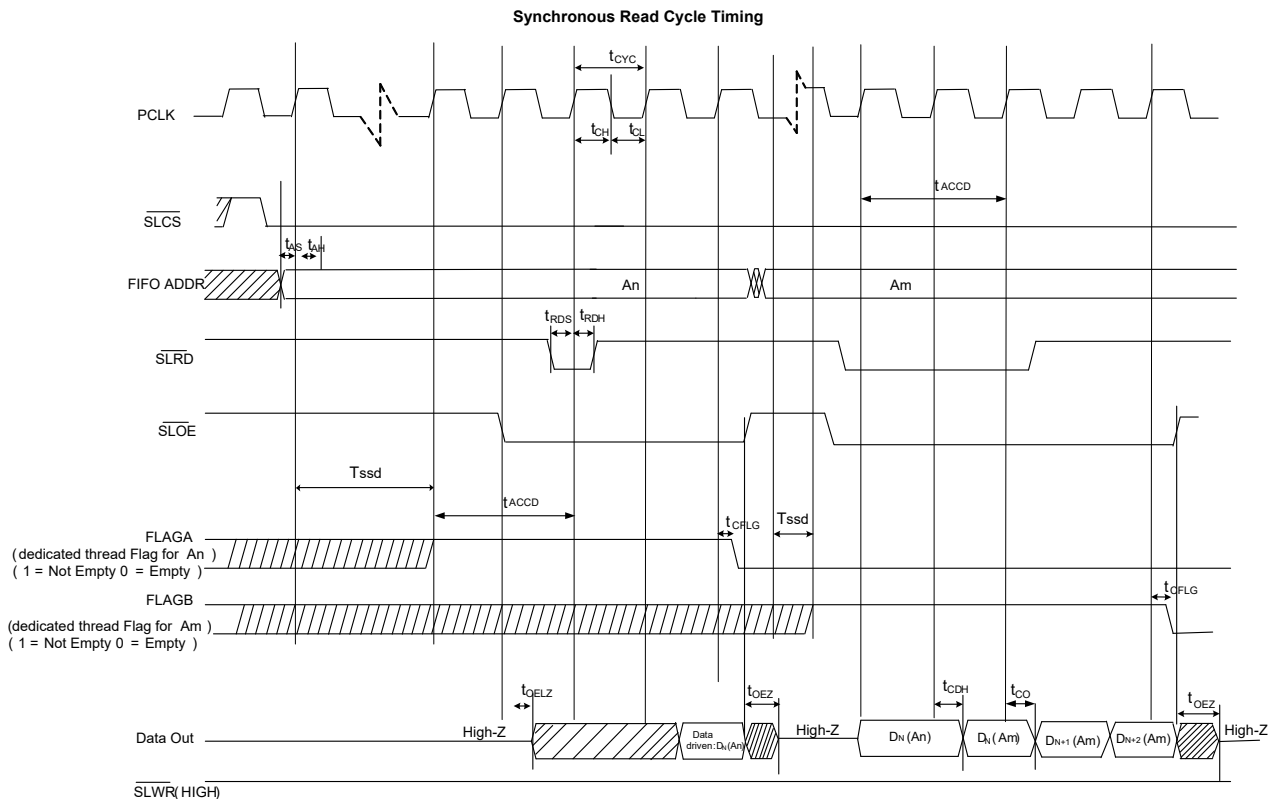 Synchronous Read Cycle Timing
tCYC
PCLK
tCH
tCL
tACCD
SLCS
tAS
tAH
FIFO ADDR
An
Am
tRDS
tRDH
SLRD
SLOE
Tssd
tACCD
tCFLG
Tssd
FLAGA
(dedicated thread Flag for An )
( 1 = Not Empty 0 = Empty )
FLAGB
(dedicated thread Flag for Am )
( 1 = Not Empty 0 = Empty )
tCFLG
tOELZ
tOEZ
tCDH
tCO
tOEZ
Data Out
High-Z
Data
driven:DN(An)
High-Z
DN(An)
DN(Am)
DN+1(Am)
DN+2(Am)
High-Z
SLWR(HIGH)